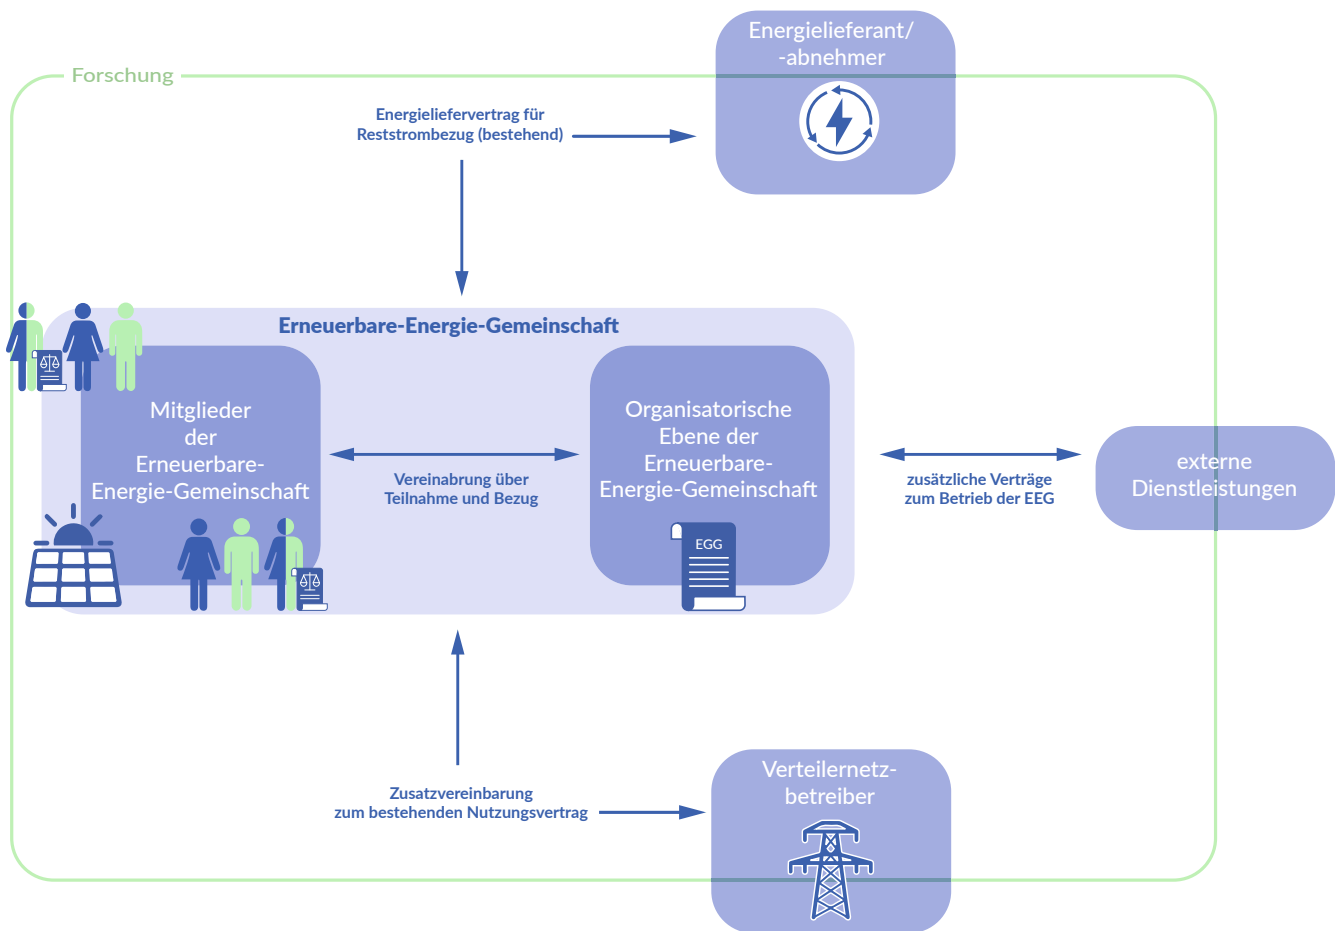 Energielieferant/
-abnehmer
Forschung
Energieliefervertrag für
Reststrombezug (bestehend)
Erneuerbare-Energie-Gemeinschaft
Mitglieder
der
Erneuerbare-
Energie-Gemeinschaft
Vereinabrung über
Teilnahme und Bezug
Organisatorische
Ebene der
Erneuerbare-
Energie-Gemeinschaft
EGG
zusätzliche Verträge
zum Betrieb der EEG
externe
Dienstleistungen
Zusatzvereinbarung
zum bestehenden Nutzungsvertrag
Verteilernetz-
betreiber